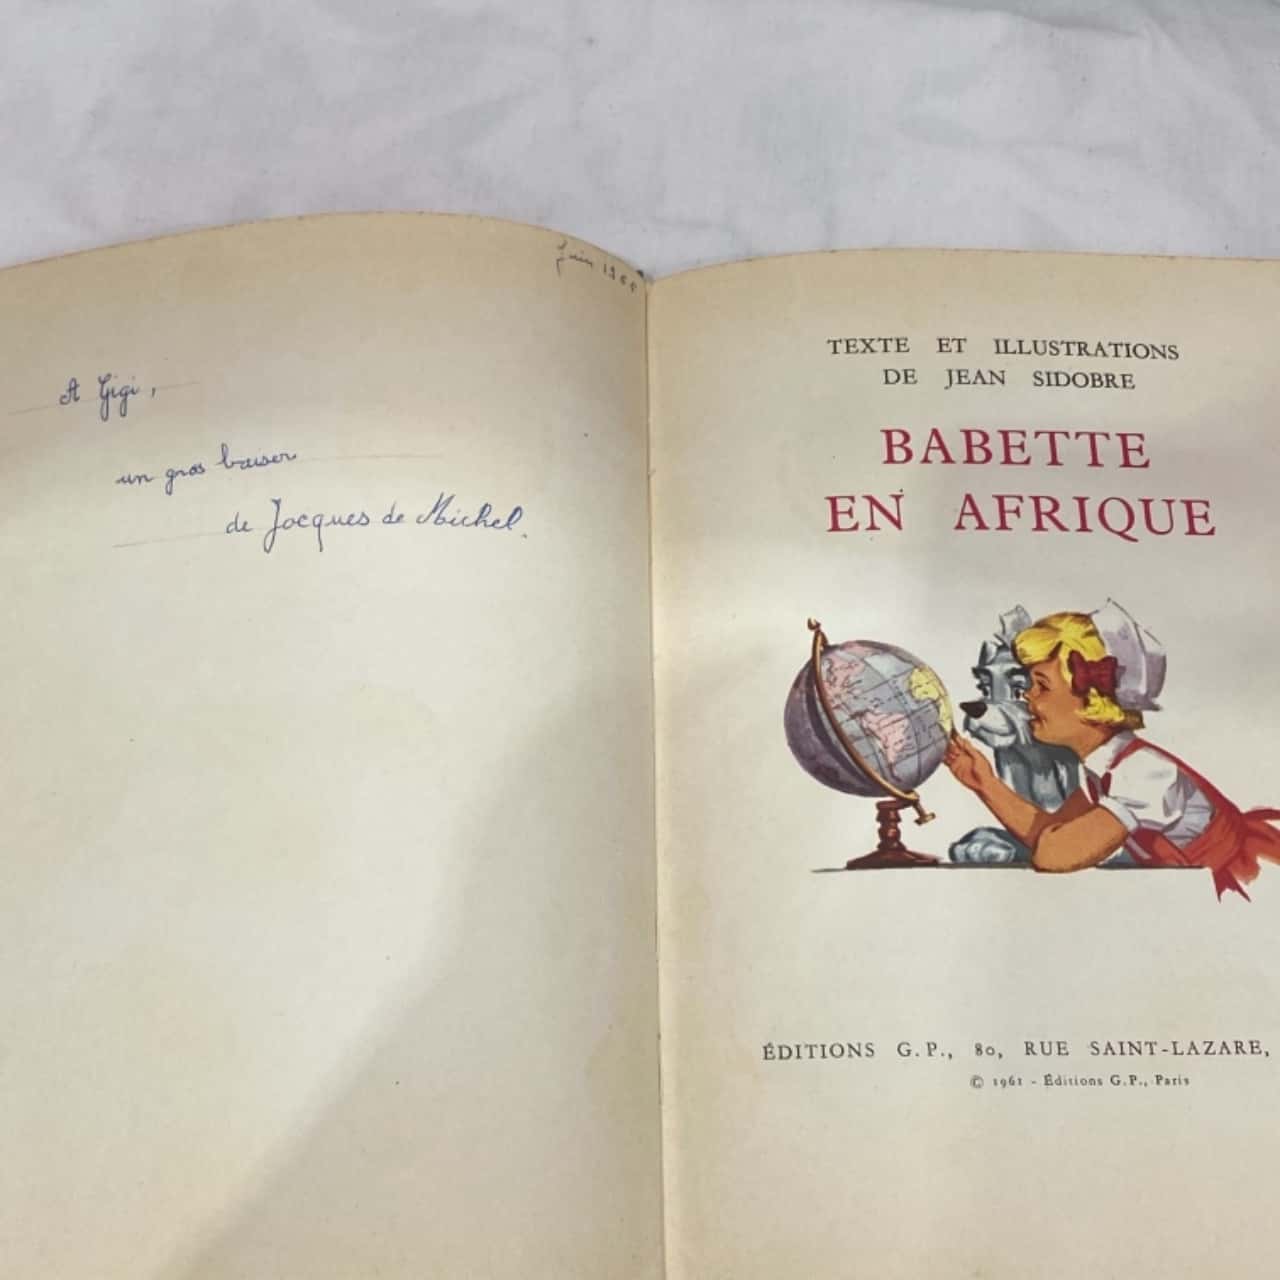 Juin
A Gigi,
un gros baiser
de Jacques de Michel.
TEXTE ET ILLUSTRATIONS
DE JEAN SIDOBRE
BABETTE
EN AFRIQUE
ÉDITIONS G.P., 80, RUE SAINT-LAZARE,
© 1961 - Éditions G.P., Paris